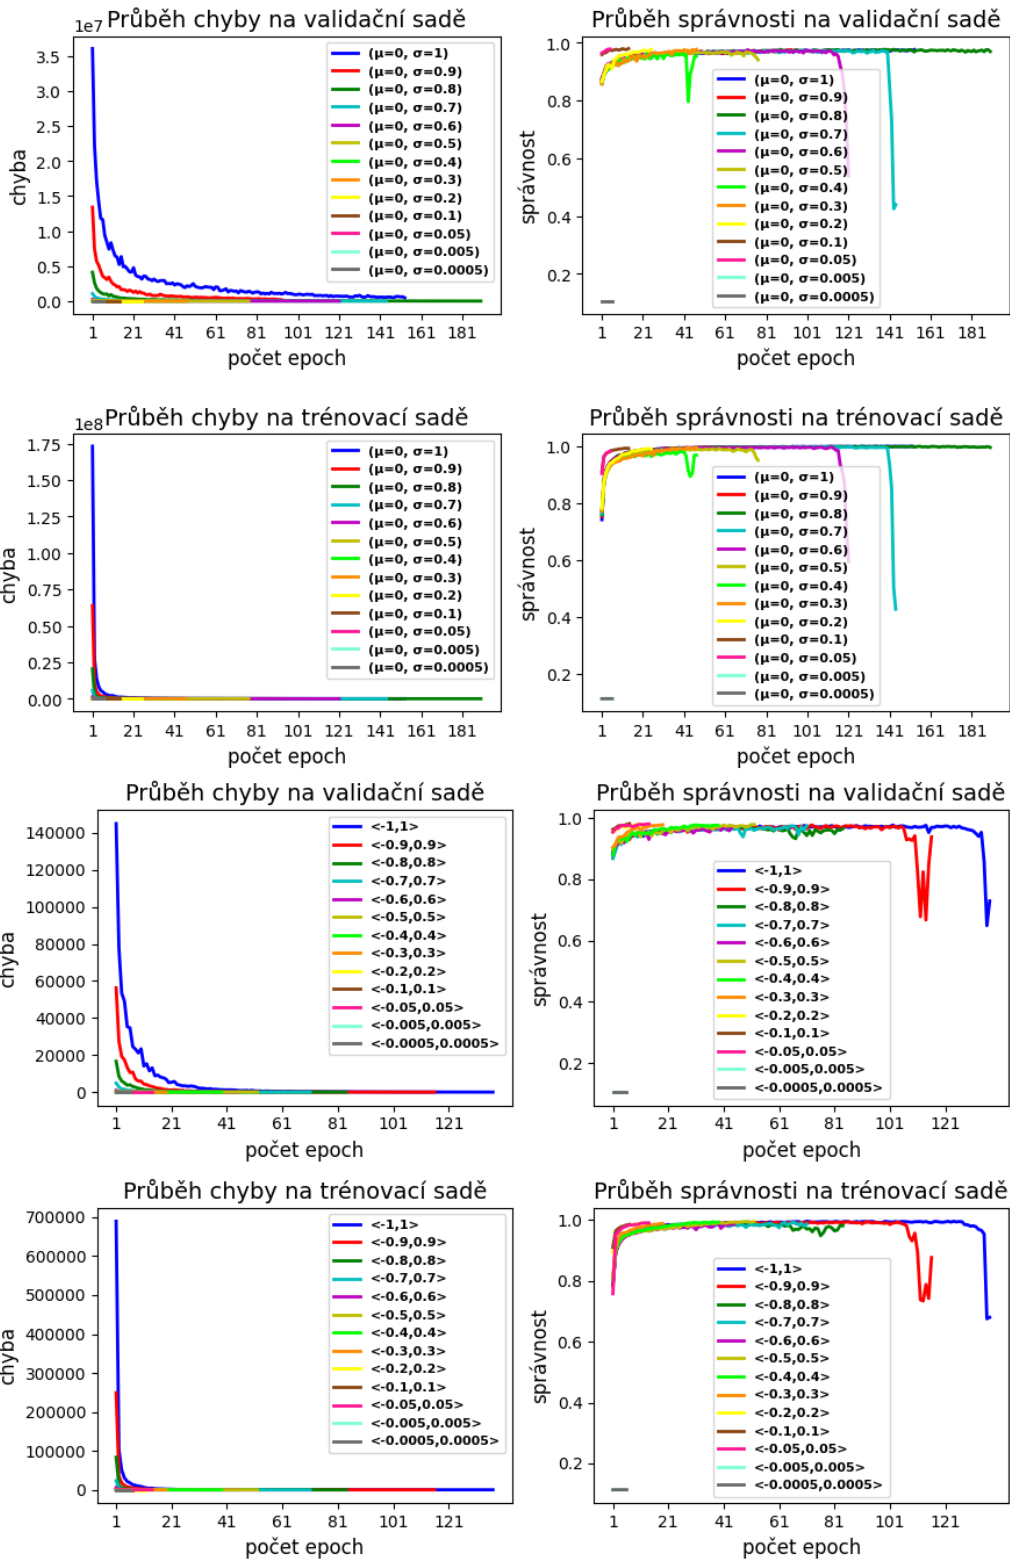 Průběh chyby na validační sadě
1e7
chyba
3.5
3.0
2.5
2.0
1.5
1.0
0.5
0.0
(μ=0, σ=1)
(μ=0, σ=0.9)
(μ=0, σ=0.8)
(μ=0, σ=0.7)
(μ=0, σ=0.6)
(μ=0, σ=0.5)
(μ=0, σ=0.4)
(μ=0, σ=0.3)
(μ=0, σ=0.2)
(μ=0, σ=0.1)
(μ=0, σ=0.05)
(μ=0, σ=0.005)
(μ=0, σ=0.0005)
1 21 41 61 81 101 121 141 161 181
počet epoch
Průběh správnosti na validační sadě
správnost
1.0
0.8
0.6
0.4
0.2
(μ=0, σ=1)
(μ=0, σ=0.9)
(μ=0, σ=0.8)
(μ=0, σ=0.7)
(μ=0, σ=0.6)
(μ=0, σ=0.5)
(μ=0, σ=0.4)
(μ=0, σ=0.3)
(μ=0, σ=0.2)
(μ=0, σ=0.1)
(μ=0, σ=0.05)
(μ=0, σ=0.005)
(μ=0, σ=0.0005)
1 21 41 61 81 101 121 141 161 181
počet epoch
Průběh chyby na trénovací sadě
1e8
chyba
1.75
1.50
1.25
1.00
0.75
0.50
0.25
0.00
(μ=0, σ=1)
(μ=0, σ=0.9)
(μ=0, σ=0.8)
(μ=0, σ=0.7)
(μ=0, σ=0.6)
(μ=0, σ=0.5)
(μ=0, σ=0.4)
(μ=0, σ=0.3)
(μ=0, σ=0.2)
(μ=0, σ=0.1)
(μ=0, σ=0.05)
(μ=0, σ=0.005)
(μ=0, σ=0.0005)
1 21 41 61 81 101 121 141 161 181
počet epoch
Průběh správnosti na trénovací sadě
správnost
1.0
0.8
0.6
0.4
0.2
(μ=0, σ=1)
(μ=0, σ=0.9)
(μ=0, σ=0.8)
(μ=0, σ=0.7)
(μ=0, σ=0.6)
(μ=0, σ=0.5)
(μ=0, σ=0.4)
(μ=0, σ=0.3)
(μ=0, σ=0.2)
(μ=0, σ=0.1)
(μ=0, σ=0.05)
(μ=0, σ=0.005)
(μ=0, σ=0.0005)
1 21 41 61 81 101 121 141 161 181
počet epoch
Průběh chyby na validační sadě
chyba
140000
120000
100000
80000
60000
40000
20000
0
<-1,1>
<-0.9,0.9>
<-0.8,0.8>
<-0.7,0.7>
<-0.6,0.6>
<-0.5,0.5>
<-0.4,0.4>
<-0.3,0.3>
<-0.2,0.2>
<-0.1,0.1>
<-0.05,0.05>
<-0.005,0.005>
<-0.0005,0.0005>
1 21 41 61 81 101 121
počet epoch
Průběh správnosti na validační sadě
správnost
1.0
0.8
0.6
0.4
0.2
<-1,1>
<-0.9,0.9>
<-0.8,0.8>
<-0.7,0.7>
<-0.6,0.6>
<-0.5,0.5>
<-0.4,0.4>
<-0.3,0.3>
<-0.2,0.2>
<-0.1,0.1>
<-0.05,0.05>
<-0.005,0.005>
<-0.0005,0.0005>
1 21 41 61 81 101 121
počet epoch
Průběh chyby na trénovací sadě
chyba
700000
600000
500000
400000
300000
200000
100000
0
<-1,1>
<-0.9,0.9>
<-0.8,0.8>
<-0.7,0.7>
<-0.6,0.6>
<-0.5,0.5>
<-0.4,0.4>
<-0.3,0.3>
<-0.2,0.2>
<-0.1,0.1>
<-0.05,0.05>
<-0.005,0.005>
<-0.0005,0.0005>
1 21 41 61 81 101 121
počet epoch
Průběh správnosti na trénovací sadě
správnost
1.0
0.8
0.6
0.4
0.2
<-1,1>
<-0.9,0.9>
<-0.8,0.8>
<-0.7,0.7>
<-0.6,0.6>
<-0.5,0.5>
<-0.4,0.4>
<-0.3,0.3>
<-0.2,0.2>
<-0.1,0.1>
<-0.05,0.05>
<-0.005,0.005>
<-0.0005,0.0005>
1 21 41 61 81 101 121
počet epoch